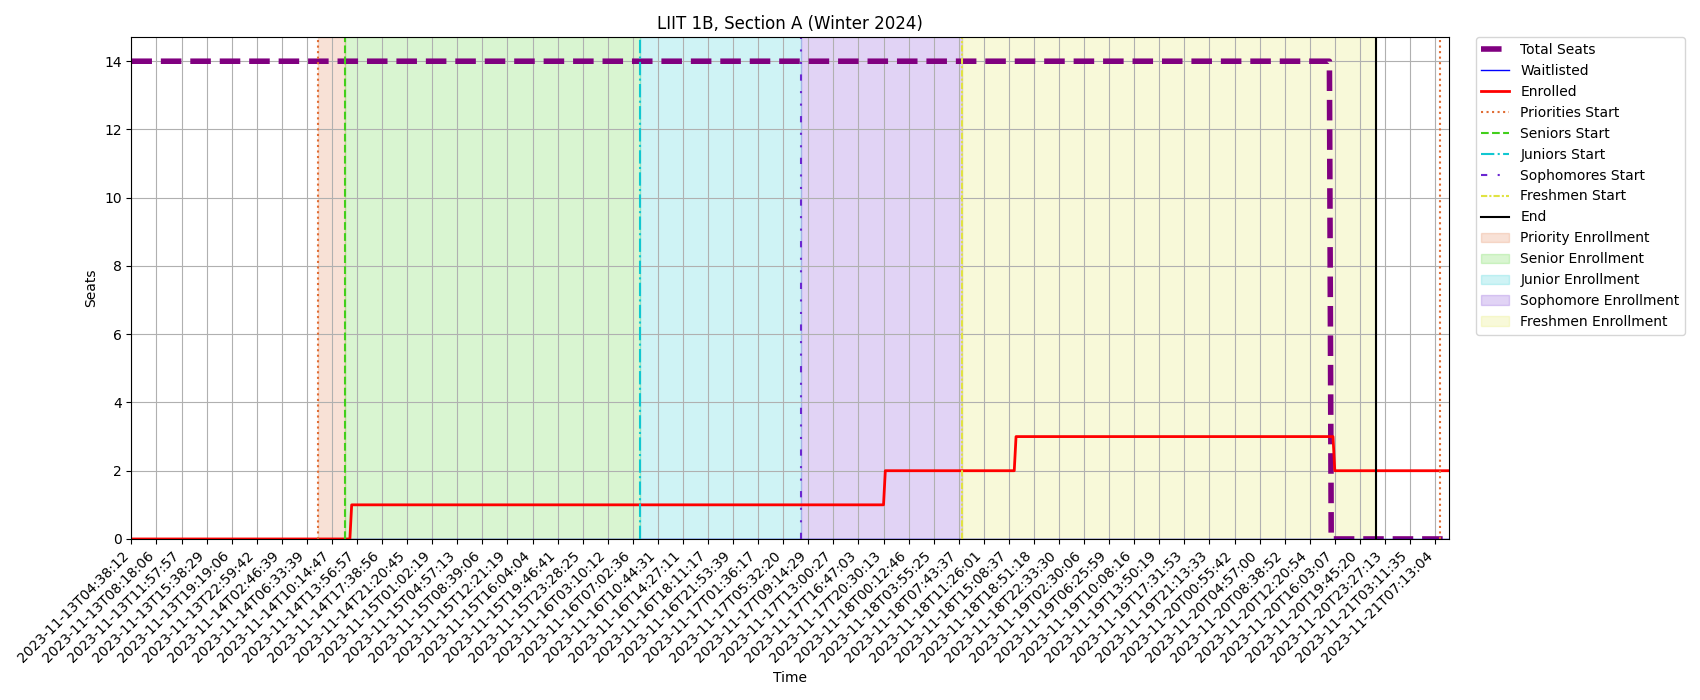 LIIT 1B, Section A (Winter 2024)
Seats
14
12
10
8
6
4
2
0
2023-11-13T04:38:12
2023-11-13T08:18:06
2023-11-13T11:57:57
2023-11-13T15:38:29
2023-11-13T19:19:06
2023-11-13T22:59:42
2023-11-14T02:46:39
2023-11-14T06:33:39
2023-11-14T10:14:47
2023-11-14T13:56:57
2023-11-14T17:38:56
2023-11-14T21:20:45
2023-11-15T01:02:19
2023-11-15T04:57:13
2023-11-15T08:39:06
2023-11-15T12:21:19
2023-11-15T16:04:04
2023-11-15T19:46:41
2023-11-15T23:28:25
2023-11-16T03:10:12
2023-11-16T07:02:36
2023-11-16T10:44:31
2023-11-16T14:27:11
2023-11-16T18:11:17
2023-11-16T21:53:39
2023-11-17T01:36:17
2023-11-17T05:32:20
2023-11-17T09:14:29
2023-11-17T13:00:27
2023-11-17T16:47:03
2023-11-17T20:30:13
2023-11-18T00:12:46
2023-11-18T03:55:25
2023-11-18T07:43:37
2023-11-18T11:26:01
2023-11-18T15:08:37
2023-11-18T18:51:18
2023-11-18T22:33:30
2023-11-19T02:30:06
2023-11-19T06:25:59
2023-11-19T10:08:16
2023-11-19T13:50:19
2023-11-19T17:31:53
2023-11-19T21:13:33
2023-11-20T00:55:42
2023-11-20T04:57:00
2023-11-20T08:38:52
2023-11-20T12:20:54
2023-11-20T16:03:07
2023-11-20T19:45:20
2023-11-20T23:27:13
2023-11-21T03:11:35
2023-11-21T07:13:04
Time
Total Seats
Waitlisted
Enrolled
Priorities Start
Seniors Start
Juniors Start
Sophomores Start
Freshmen Start
End
Priority Enrollment
Senior Enrollment
Junior Enrollment
Sophomore Enrollment
Freshmen Enrollment